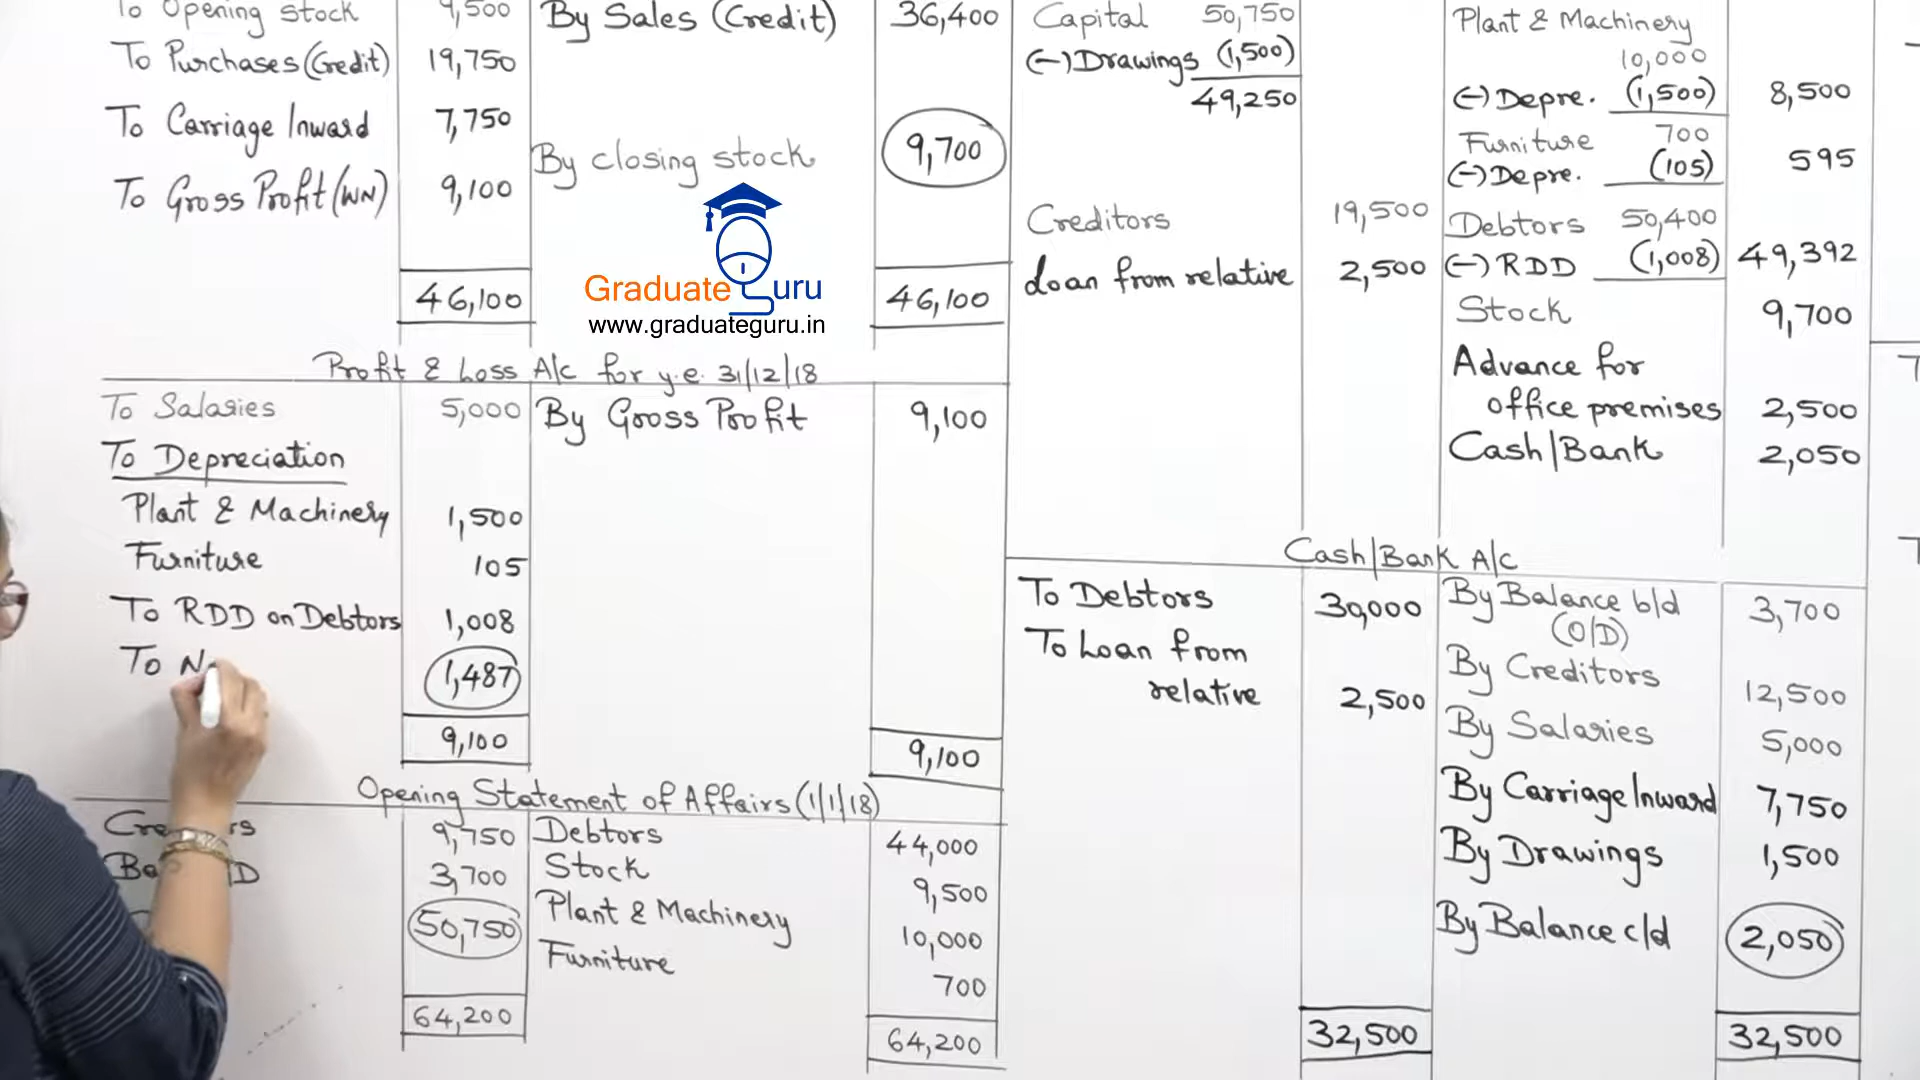 To Opening stock 9,500 By Sales (Credit) 36,400
To Purchases (Credit) 19,750
To Carriage Inward 7,750
By closing stock 9,700
To Gross Profit (WN) 9,100
46,100 46,100
Graduate Guru
www.graduateguru.in
Profit & Loss A/c for y.e. 31/12/18
To Salaries 5,000 By Gross Profit 9,100
To Depreciation
Plant & Machinery 1,500
Furniture 105
To RDD on Debtors 1,008
To N 1,487
9,100 9,100
Opening Statement of Affairs (1/1/18)
9,750 Debtors 44,000
3,700 Stock 9,500
50,750 Plant & Machinery 10,000
Furniture 700
64,200 64,200
Capital 50,750
(-) Drawings (1,500)
49,250
Creditors 19,500
Loan from relative 2,500
Plant & Machinery
10,000
(-) Depre. (1,500) 8,500
Furniture 700
(-) Depre. (105) 595
Debtors 50,400
(-) RDD (1,008) 49,392
Stock 9,700
Advance for
office premises 2,500
Cash/Bank 2,050
Cash/Bank A/c
To Debtors 30,000 By Balance b/d 3,700
(O/D)
To Loan from
relative 2,500
By Creditors 12,500
By Salaries 5,000
By Carriage Inward 7,750
By Drawings 1,500
By Balance c/d 2,050
32,500 32,500